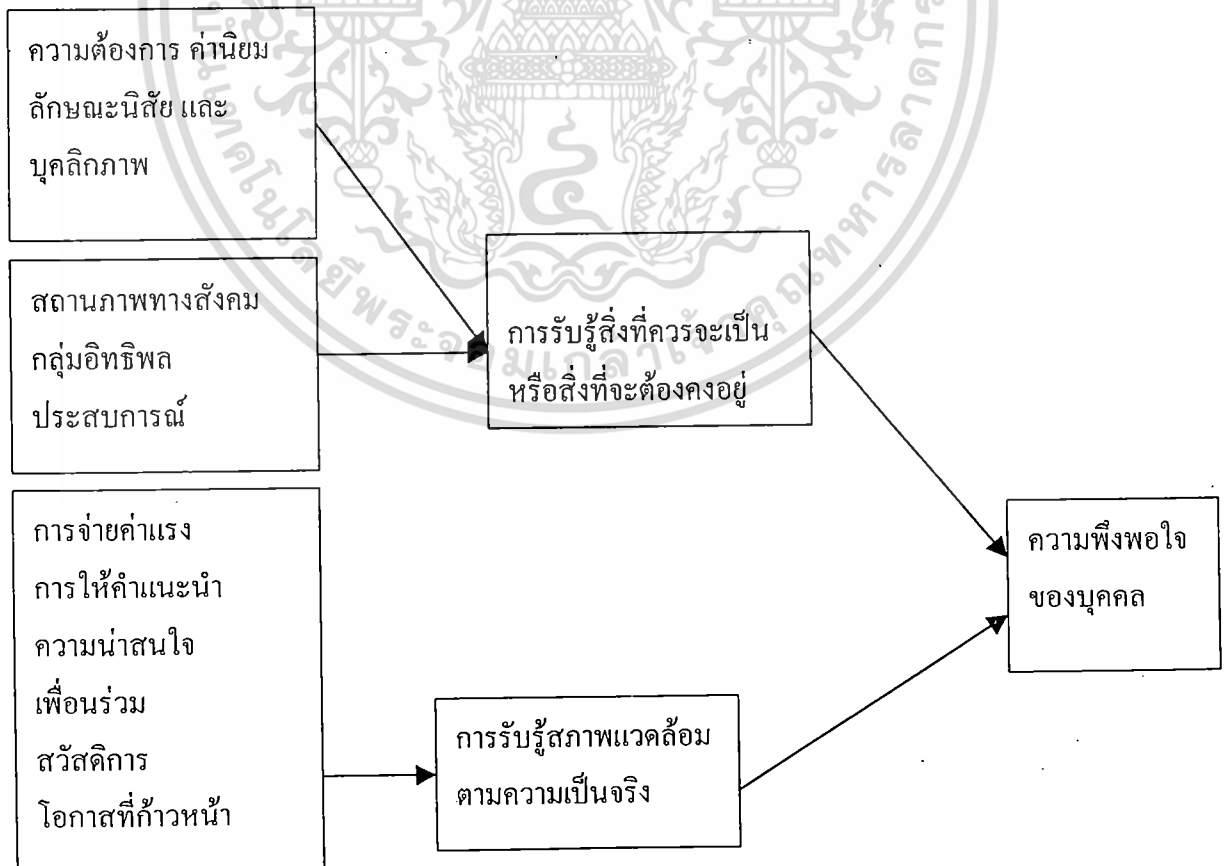 ความต้องการ ค่านิยม
ลักษณะนิสัย และ
บุคลิกภาพ
สถานภาพทางสังคม
กลุ่มอิทธิพล
ประสบการณ์
การรับรู้สิ่งที่ควรจะเป็น
หรือสิ่งที่จะต้องคงอยู่
การจ่ายค่าแรง
การให้คำแนะนำ
ความน่าสนใจ
เพื่อนร่วม
สวัสดิการ
โอกาสที่ก้าวหน้า
การรับรู้สภาพแวดล้อม
ตามความเป็นจริง
ความพึงพอใจ
ของบุคคล